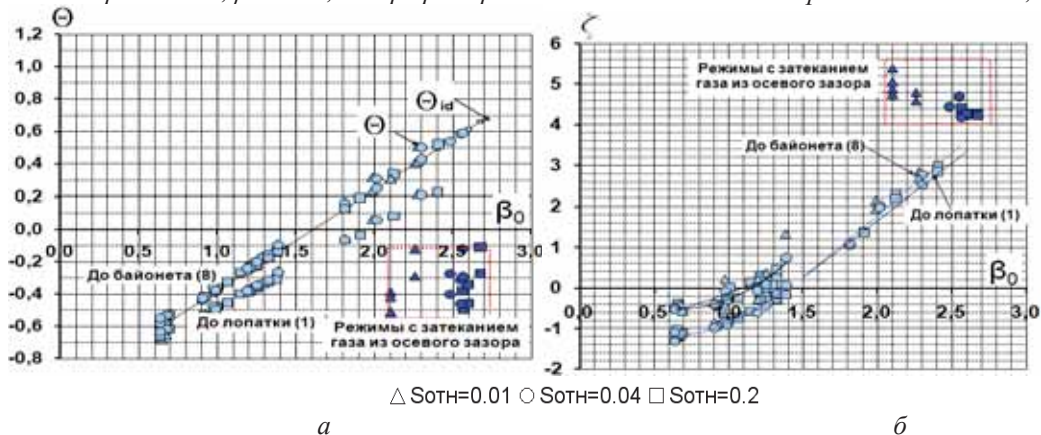 Θ
1,2
1,0
0,8
0,6
0,4
0,2
0,0
-0,2
-0,4
-0,6
-0,8
0,0 0,5 1,0 1,5 2,0 2,5 3,0
Θ
Θid
β₀
До байонета (8)
До лопатки (1)
Режимы с затеканием
газа из осевого зазора
ζ
6
5
4
3
2
1
0
-1
-2
0,0 0,5 1,0 1,5 2,0 2,5 3,0
Режимы с затеканием
газа из осевого зазора
До байонета (8)
До лопатки (1)
β₀
△ Sотн=0.01 ○ Sотн=0.04 □ Sотн=0.2
а б